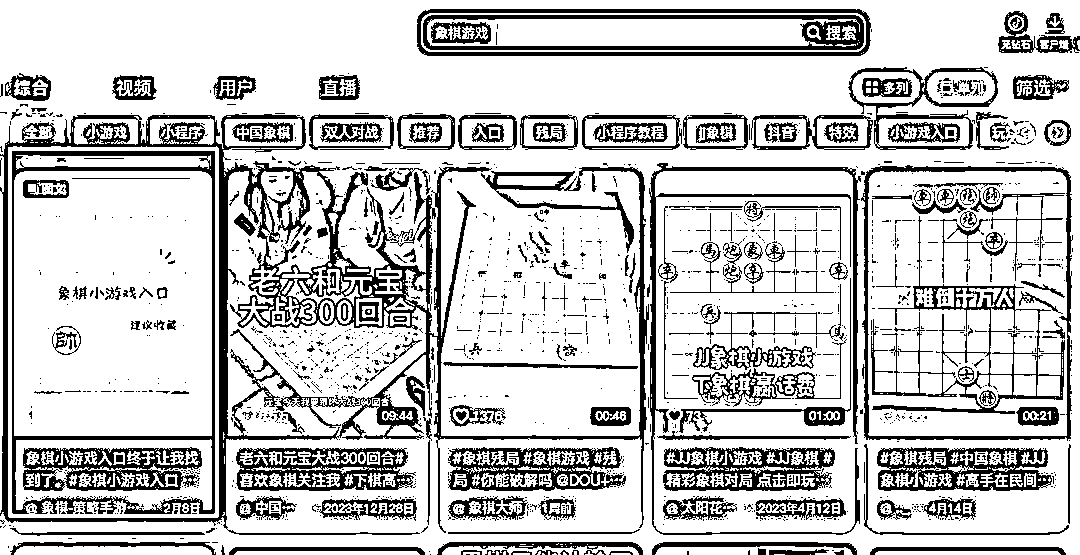 象棋游戏
搜索
客户端
综合
视频
用户
直播
多列
单列
筛选
全部
小游戏
小程序
中国象棋
双人对战
推荐
入口
残局
小程序教程
jj象棋
抖音
特效
小游戏入口
图文
象棋小游戏入口
建议收藏
帥
象棋小游戏入口终于让我找
到了。#象棋小游戏入口 …
@象棋-策略手游… 2月8日
老六和元宝
大战300回合
09:44
老六和元宝大战300回合#
喜欢象棋关注我 #下棋高…
@中国… 2023年12月28日
1376
00:46
#象棋残局 #象棋游戏 #残
局 #你能破解吗 @DOU+…
@象棋大师 1周前
JJ象棋小游戏
下象棋 赢话费
73
01:00
#JJ象棋小游戏 #JJ象棋 #
精彩象棋对局 点击即玩…
@太阳花… 2023年4月12日
难倒千万人
00:21
#象棋残局 #中国象棋 #JJ
象棋小游戏 #高手在民间…
4月14日